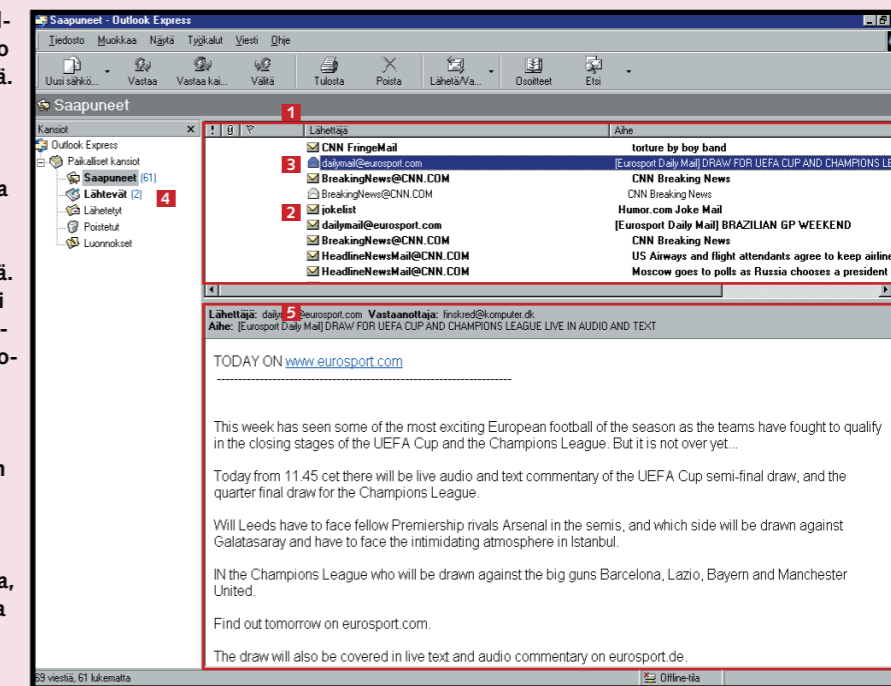 Saapuneet - Outlook Express
Tiedosto Muokkaa Näytä Työkalut Viesti Ohje
Uusi sähkö... Vastaa Vastaa kai... Välitä Tulosta Poista Lähetä/Va... Osoitteet Etsi
Saapuneet
1
Kansiot
Outlook Express
Paikalliset kansiot
Saapuneet (61)
Lähtevät (2)
4
Lähetetyt
Poistetut
Luonnokset
! Lähettäjä Aihe
CNN FringeMail torture by boy band
3 dailymail@eurosport.com [Eurosport Daily Mail] DRAW FOR UEFA CUP AND CHAMPIONS LE
BreakingNews@CNN.COM CNN Breaking News
BreakingNews@CNN.COM CNN Breaking News
2 jokelist Humor.com Joke Mail
dailymail@eurosport.com [Eurosport Daily Mail] BRAZILIAN GP WEEKEND
BreakingNews@CNN.COM CNN Breaking News
HeadlineNewsMail@CNN.COM US Airways and flight attendants agree to keep airline
HeadlineNewsMail@CNN.COM Moscow goes to polls as Russia chooses a president
5
Lähettäjä: daily @eurosport.com Vastaanottaja: finskred@komputer.dk
Aihe: [Eurosport Daily Mail] DRAW FOR UEFA CUP AND CHAMPIONS LEAGUE LIVE IN AUDIO AND TEXT
TODAY ON www.eurosport.com
----------------------------------------------------------------------
This week has seen some of the most exciting European football of the season as the teams have fought to qualify
in the closing stages of the UEFA Cup and the Champions League. But it is not over yet...
Today from 11.45 cet there will be live audio and text commentary of the UEFA Cup semi-final draw, and the
quarter final draw for the Champions League.
Will Leeds have to face fellow Premiership rivals Arsenal in the semis, and which side will be drawn against
Galatasaray and have to face the intimidating atmosphere in Istanbul.
IN the Champions League who will be drawn against the big guns Barcelona, Lazio, Bayern and Manchester
United.
Find out tomorrow on eurosport.com.
The draw will also be covered in live text and audio commentary on eurosport.de.
69 viestiä, 61 lukematta Offline-tila